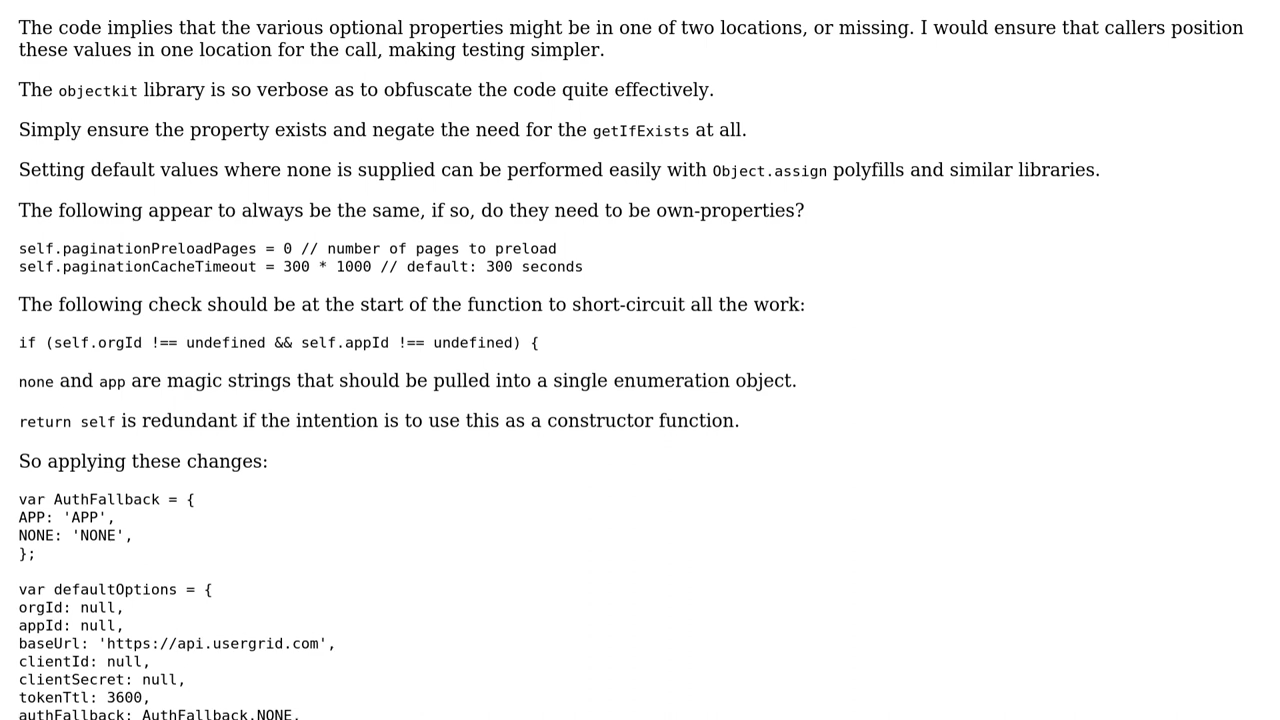 The code implies that the various optional properties might be in one of two locations, or missing. I would ensure that callers position
these values in one location for the call, making testing simpler.
The objectkit library is so verbose as to obfuscate the code quite effectively.
Simply ensure the property exists and negate the need for the getIfExists at all.
Setting default values where none is supplied can be performed easily with Object.assign polyfills and similar libraries.
The following appear to always be the same, if so, do they need to be own-properties?
self.paginationPreloadPages = 0 // number of pages to preload
self.paginationCacheTimeout = 300 * 1000 // default: 300 seconds
The following check should be at the start of the function to short-circuit all the work:
if (self.orgId !== undefined && self.appId !== undefined) {
none and app are magic strings that should be pulled into a single enumeration object.
return self is redundant if the intention is to use this as a constructor function.
So applying these changes:
var AuthFallback = {
APP: 'APP',
NONE: 'NONE',
};
var defaultOptions = {
orgId: null,
appId: null,
baseUrl: 'https://api.usergrid.com',
clientId: null,
clientSecret: null,
tokenTtl: 3600,
authFallback: AuthFallback.NONE,